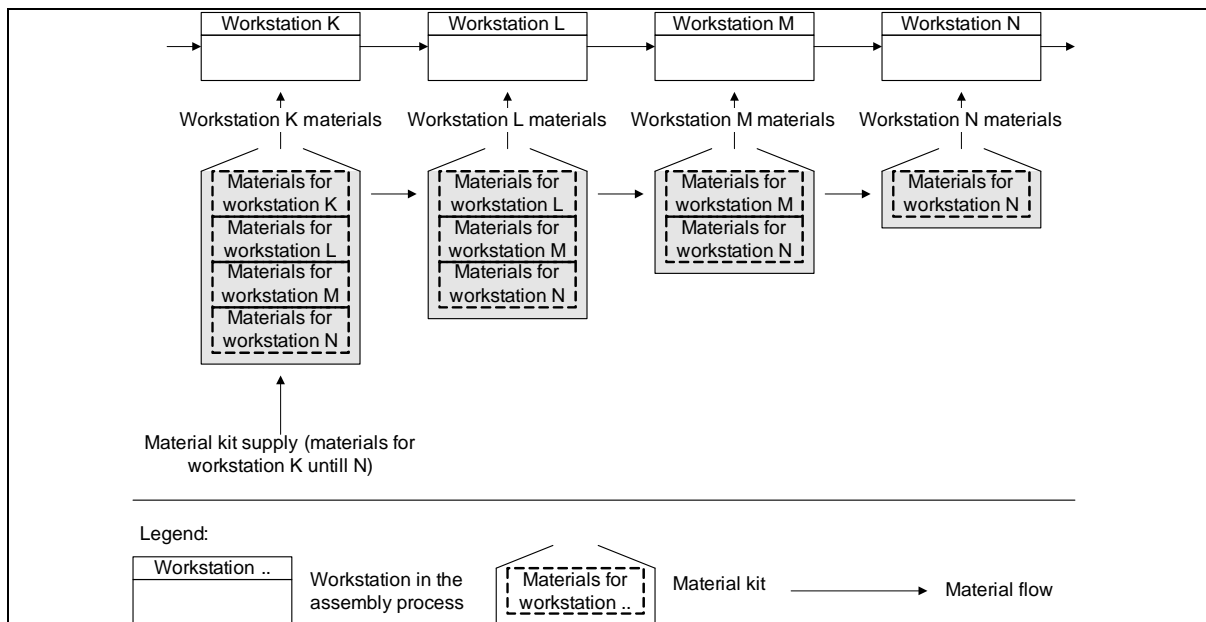 Workstation K
Workstation L
Workstation M
Workstation N
Workstation K materials
Workstation L materials
Workstation M materials
Workstation N materials
Materials for
workstation K
Materials for
workstation L
Materials for
workstation M
Materials for
workstation N
Materials for
workstation L
Materials for
workstation M
Materials for
workstation N
Materials for
workstation M
Materials for
workstation N
Materials for
workstation N
Material kit supply (materials for
workstation K untill N)
Legend:
Workstation ..
Workstation in the
assembly process
Materials for
workstation ..
Material kit
Material flow